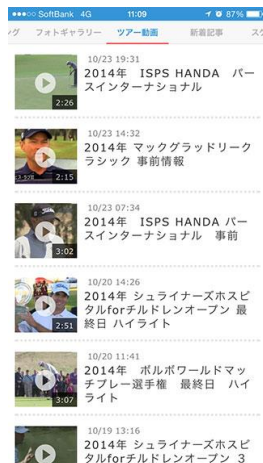 SoftBank 4G 11:09 87%
ング フォトギャラリー ツアー動画 新着記事 ス
10/23 19:31
2014年 ISPS HANDA パー
スインターナショナル
2:26
10/23 14:32
2014年 マックグラッドリーク
ラシック 事前情報
2:15
10/23 07:34
2014年 ISPS HANDA パー
スインターナショナル 事前
3:02
10/20 14:26
2014年 シュライナーズホスピ
タルforチルドレンオープン 最
終日 ハイライト
2:51
10/20 11:41
2014年 ボルボワールドマッ
チプレー選手権 最終日 ハイ
ライト
3:07
10/19 13:16
2014年 シュライナーズホスピ
タルforチルドレンオープン 3